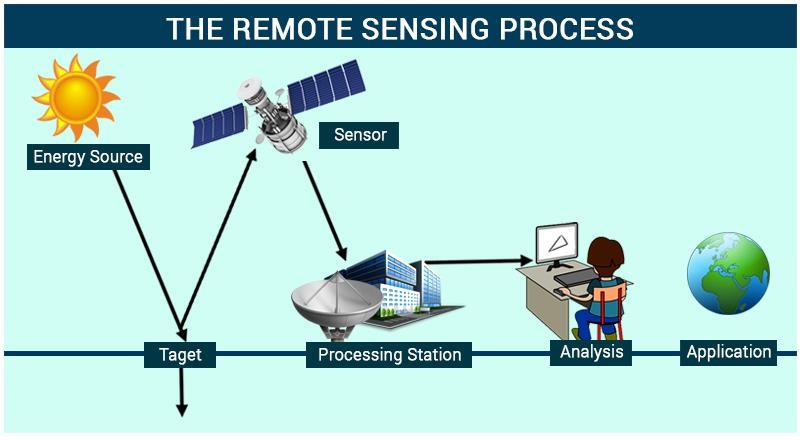 THE REMOTE SENSING PROCESS
Energy Source
Sensor
Taget
Processing Station
Analysis
Application